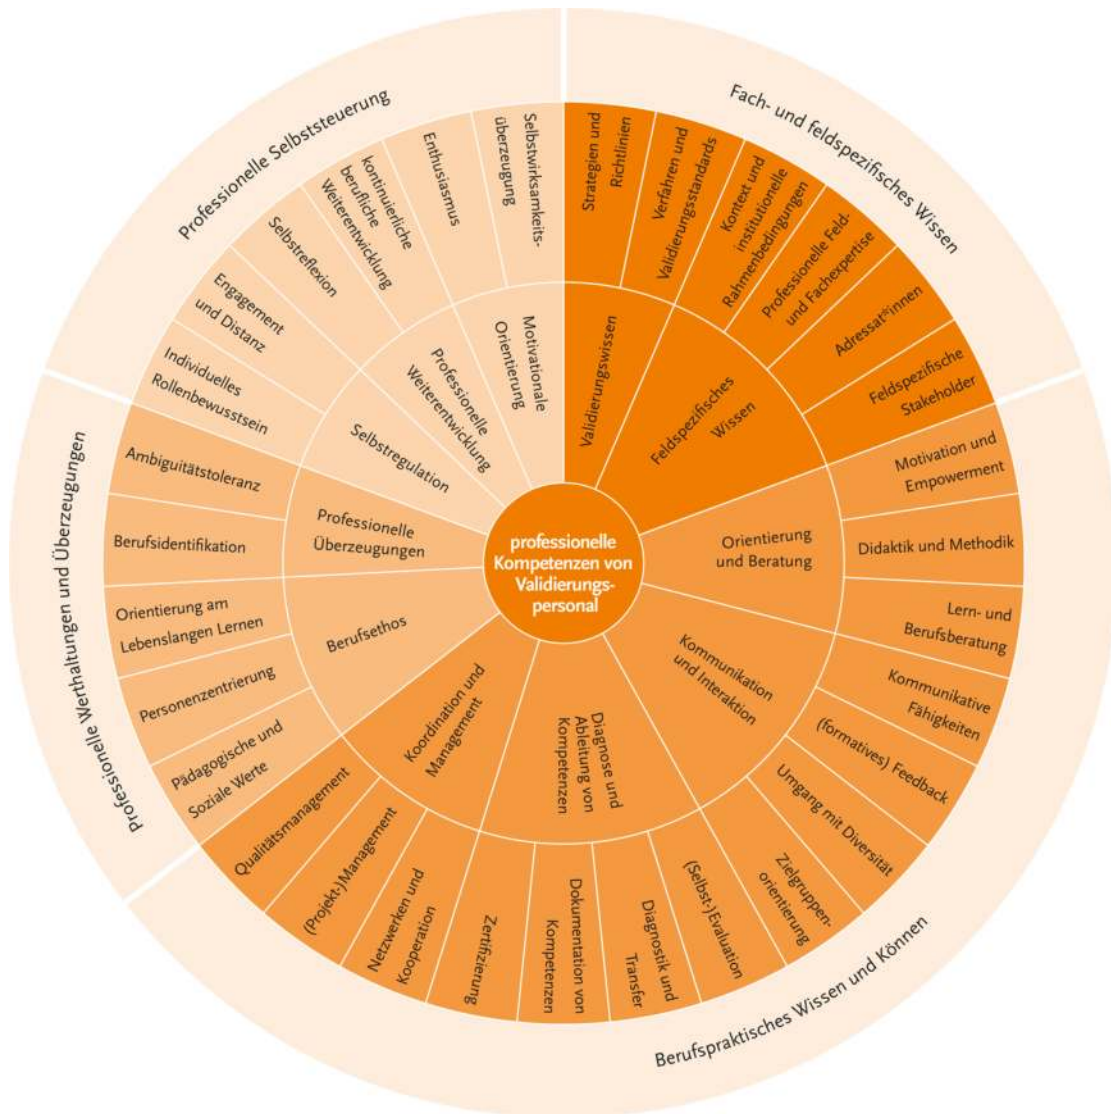 professionelle
Kompetenzen von
Validierungs-
personal
Fach- und feldspezifisches Wissen
Validierungswissen
Strategien und
Richtlinien
Verfahren und
Validierungsstandards
Feldspezifisches
Wissen
Kontext und
institutionelle
Rahmenbedingungen
Professionelle Feld-
und Fachexpertise
Adressat*innen
Feldspezifische
Stakeholder
Berufspraktisches Wissen und Können
Orientierung
und Beratung
Motivation und
Empowerment
Didaktik und Methodik
Lern- und
Berufsberatung
Kommunikation
und Interaktion
Kommunikative
Fähigkeiten
(formatives) Feedback
Umgang mit Diversität
Zielgruppen-
orientierung
Diagnose und
Ableitung von
Kompetenzen
(Selbst-)Evaluation
Diagnostik und
Transfer
Dokumentation von
Kompetenzen
Zertifizierung
Koordination und
Management
Netzwerken und
Kooperation
(Projekt-)Management
Qualitätsmanagement
Professionelle Werthaltungen und Überzeugungen
Berufsethos
Pädagogische und
Soziale Werte
Personenzentrierung
Orientierung am
Lebenslangen Lernen
Professionelle
Überzeugungen
Berufsidentifikation
Ambiguitätstoleranz
Professionelle Selbststeuerung
Selbstregulation
Individuelles
Rollenbewusstsein
Engagement
und Distanz
Professionelle
Weiterentwicklung
Selbstreflexion
kontinuierliche
berufliche
Weiterentwicklung
Motivationale
Orientierung
Enthusiasmus
Selbstwirksamkeits-
überzeugung